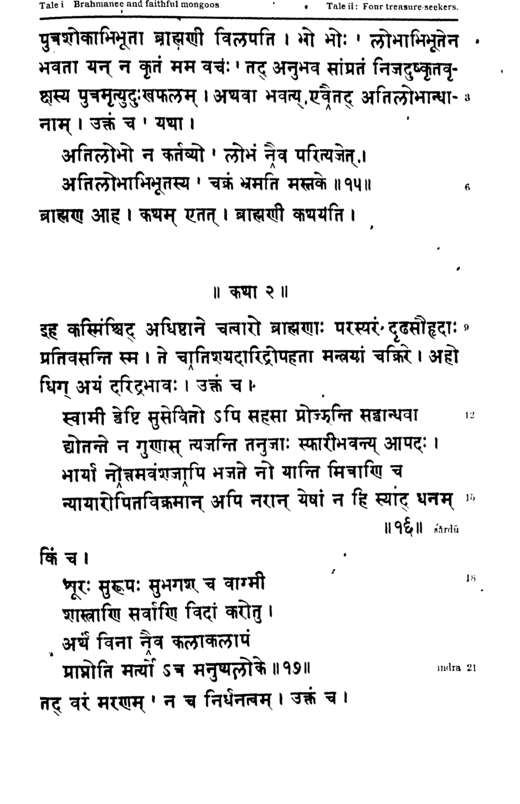 Tale i Brahmanee and faithful mongoos Tale ii: Four treasure-seekers.
पुत्रशोकाभिभूता ब्राह्मणी विलपति । भो भोः ' लोभाभिभूतेन
भवता यन् न कृतं मम वचः ' तद् अनुभव सांप्रतं निजदुष्कृतवृ-
क्षस्य पुत्रमृत्युदुःखफलम् । अथवा भवत्य् एवैतद् अतिलोभान्धा- 3
नाम् । उक्तं च ' यथा ।
अतिलोभो न कर्तव्यो ' लोभं नैव परित्यजेत् ।
अतिलोभाभिभूतस्य ' चक्रं भ्रमति मस्तके ॥१५॥ 6
ब्राह्मण आह । कथम् एतत् । ब्राह्मणी कथयति ।
॥ कथा २ ॥
इह कस्मिंश्चिद् अधिष्ठाने चत्वारो ब्राह्मणाः परस्परं दृढसौहृदाः 9
प्रतिवसन्ति स्म । ते चातिशयदारिद्रोपहता मन्त्रयां चक्रिरे । अहो
धिग् अयं दरिद्रभावः । उक्तं च ।
स्वामी द्वेष्टि सुसेवितो ऽपि सहसा प्रोज्झन्ति सद्बान्धवा 12
द्योतन्ते न गुणास् त्यजन्ति तनुजाः स्फारीभवन्त्य् आपदः ।
भार्या नोत्तमवंशजापि भजते नो यान्ति मित्राणि च
न्यायारोपितविक्रमान् अपि नरान् येषां न हि स्याद् धनम् 15
॥१६॥ śārdū
किं च ।
शूरः सुरूपः सुभगश् च वाग्मी 18
शास्त्राणि सर्वाणि विदां करोतु ।
अर्थं विना नैव कलाकलापं
प्राप्नोति मर्त्यो ऽत्र मनुष्यलोके ॥१७॥ indra 21
तद् वरं मरणम् ' न च निर्धनत्वम् । उक्तं च ।